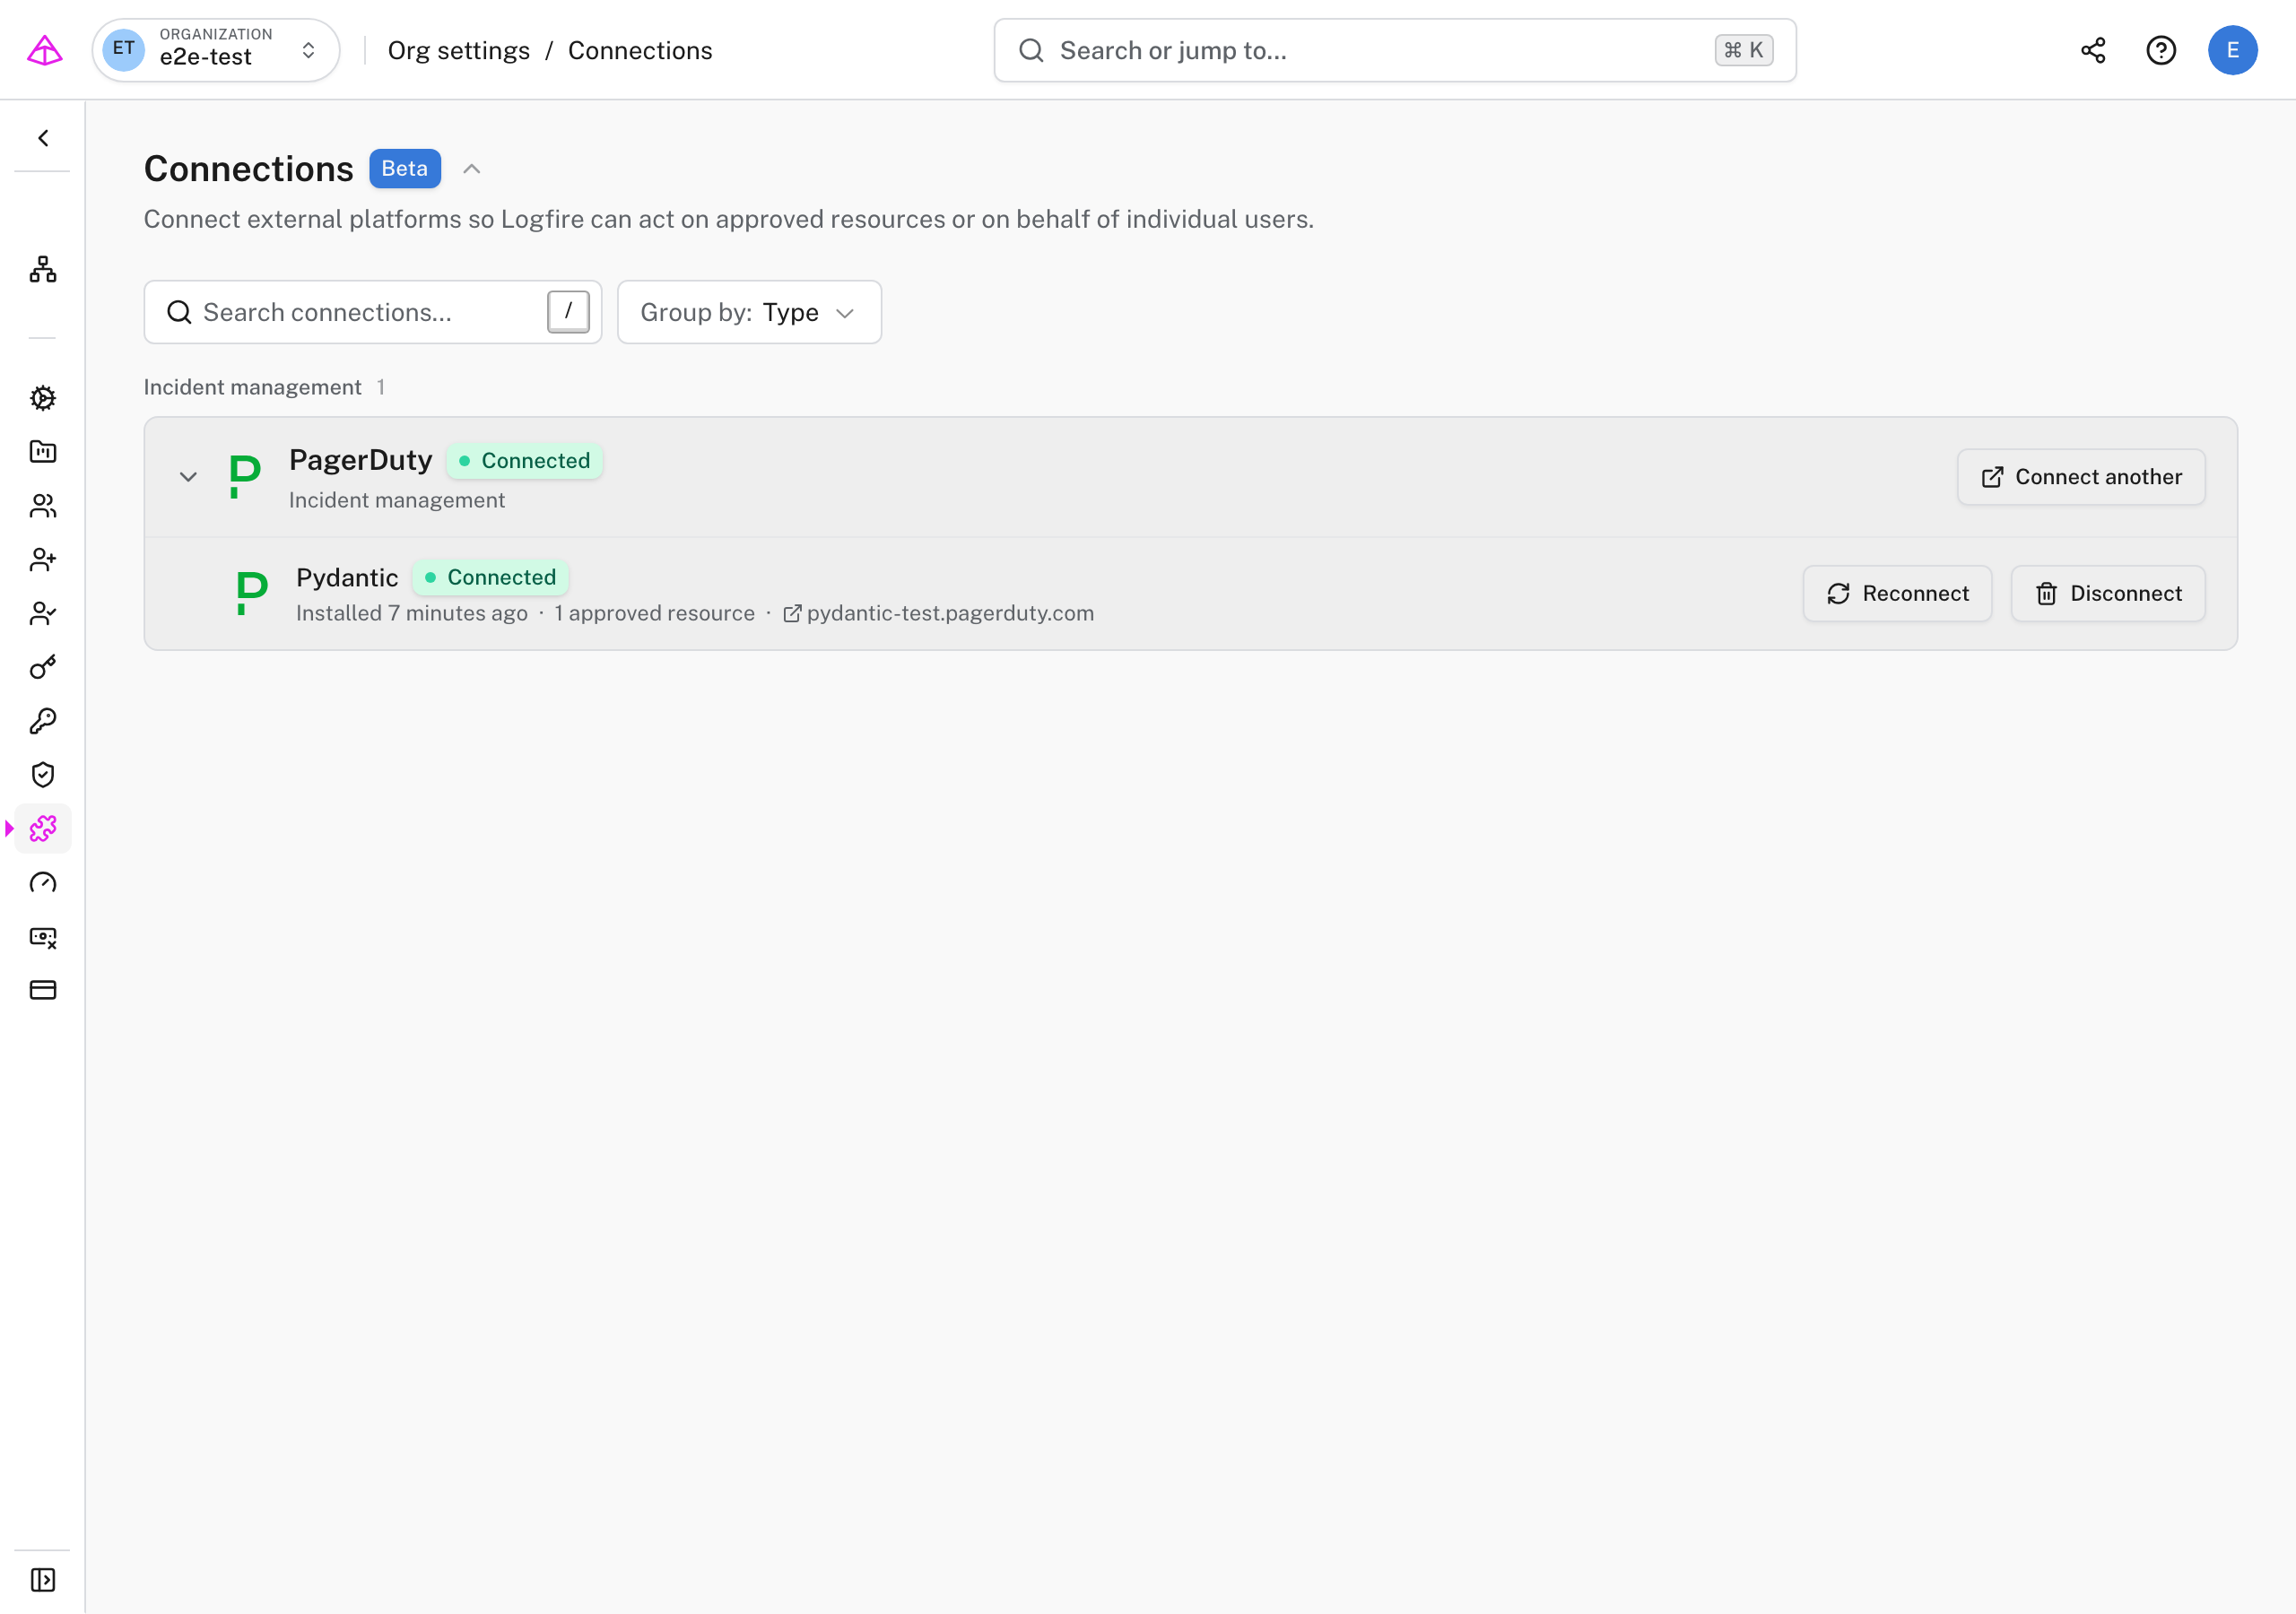 ET
ORGANIZATION
e2e-test
Org settings / Connections
Search or jump to...
⌘ K
E
Connections
Beta
Connect external platforms so Logfire can act on approved resources or on behalf of individual users.
Search connections...
/
Group by: Type
Incident management 1
PagerDuty
Connected
Incident management
Connect another
Pydantic
Connected
Installed 7 minutes ago · 1 approved resource · pydantic-test.pagerduty.com
Reconnect
Disconnect